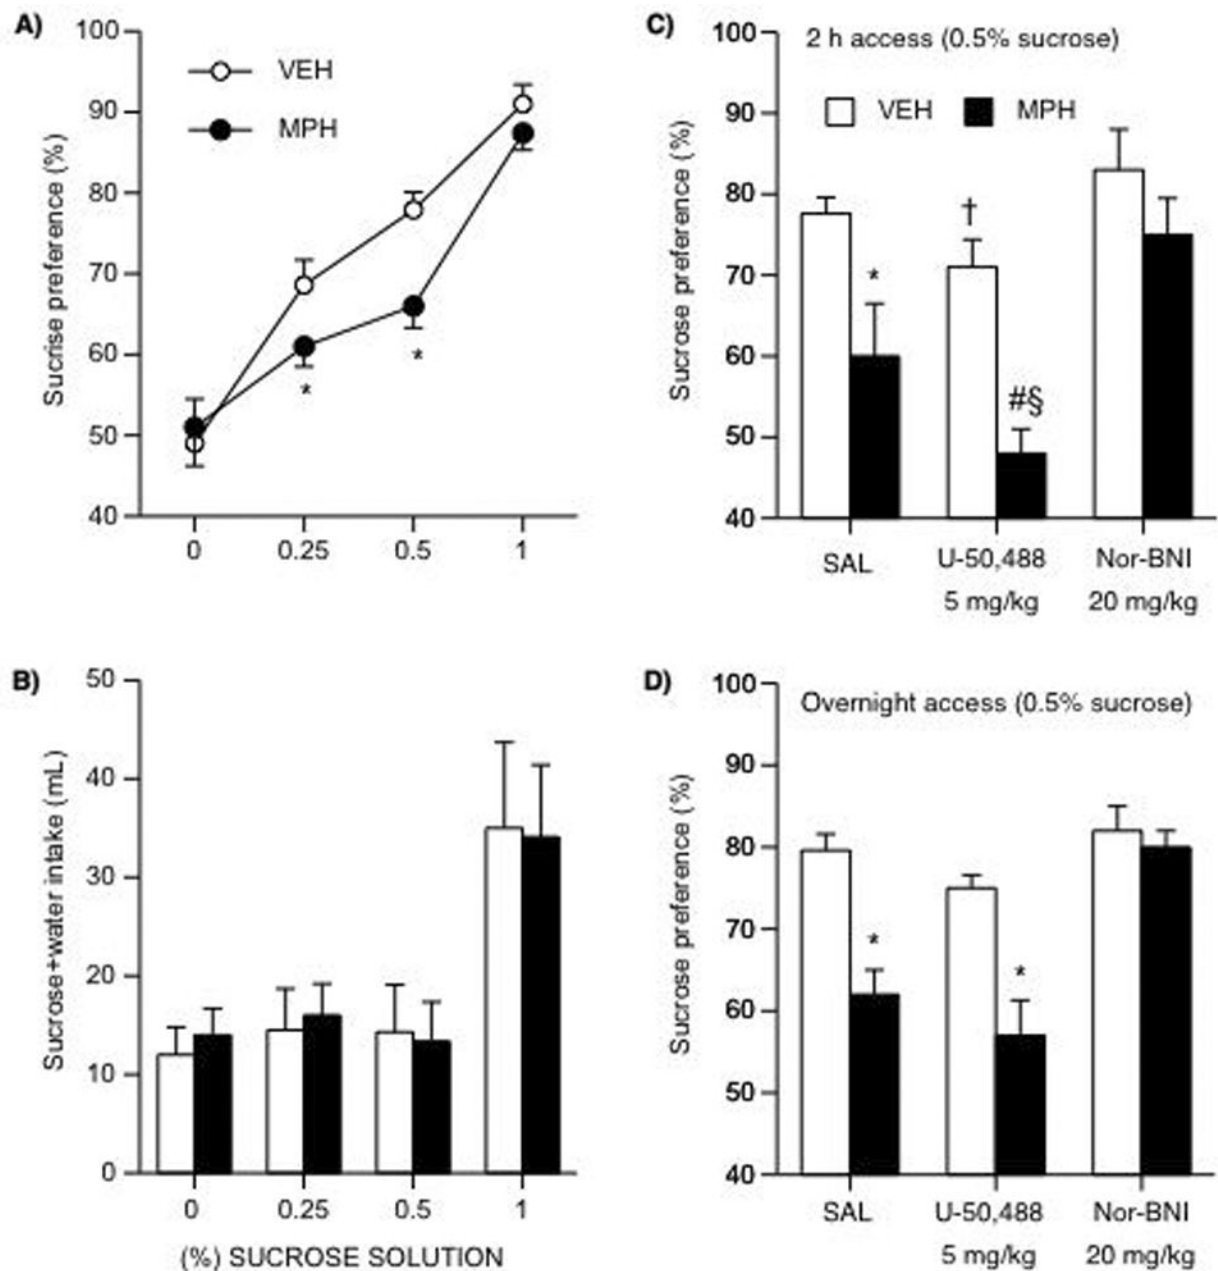 A)
100
90
80
70
60
50
40
Sucrise preference (%)
VEH
MPH
*
*
0 0.25 0.5 1
B)
50
40
30
20
10
0
Sucrose+water intake (mL)
0 0.25 0.5 1
(%) SUCROSE SOLUTION
C)
100
90
80
70
60
50
40
Sucrose preference (%)
2 h access (0.5% sucrose)
VEH MPH
†
*
#§
SAL U-50,488 Nor-BNI
5 mg/kg 20 mg/kg
D)
100
90
80
70
60
50
40
Sucrose preference (%)
Overnight access (0.5% sucrose)
*
*
SAL U-50,488 Nor-BNI
5 mg/kg 20 mg/kg